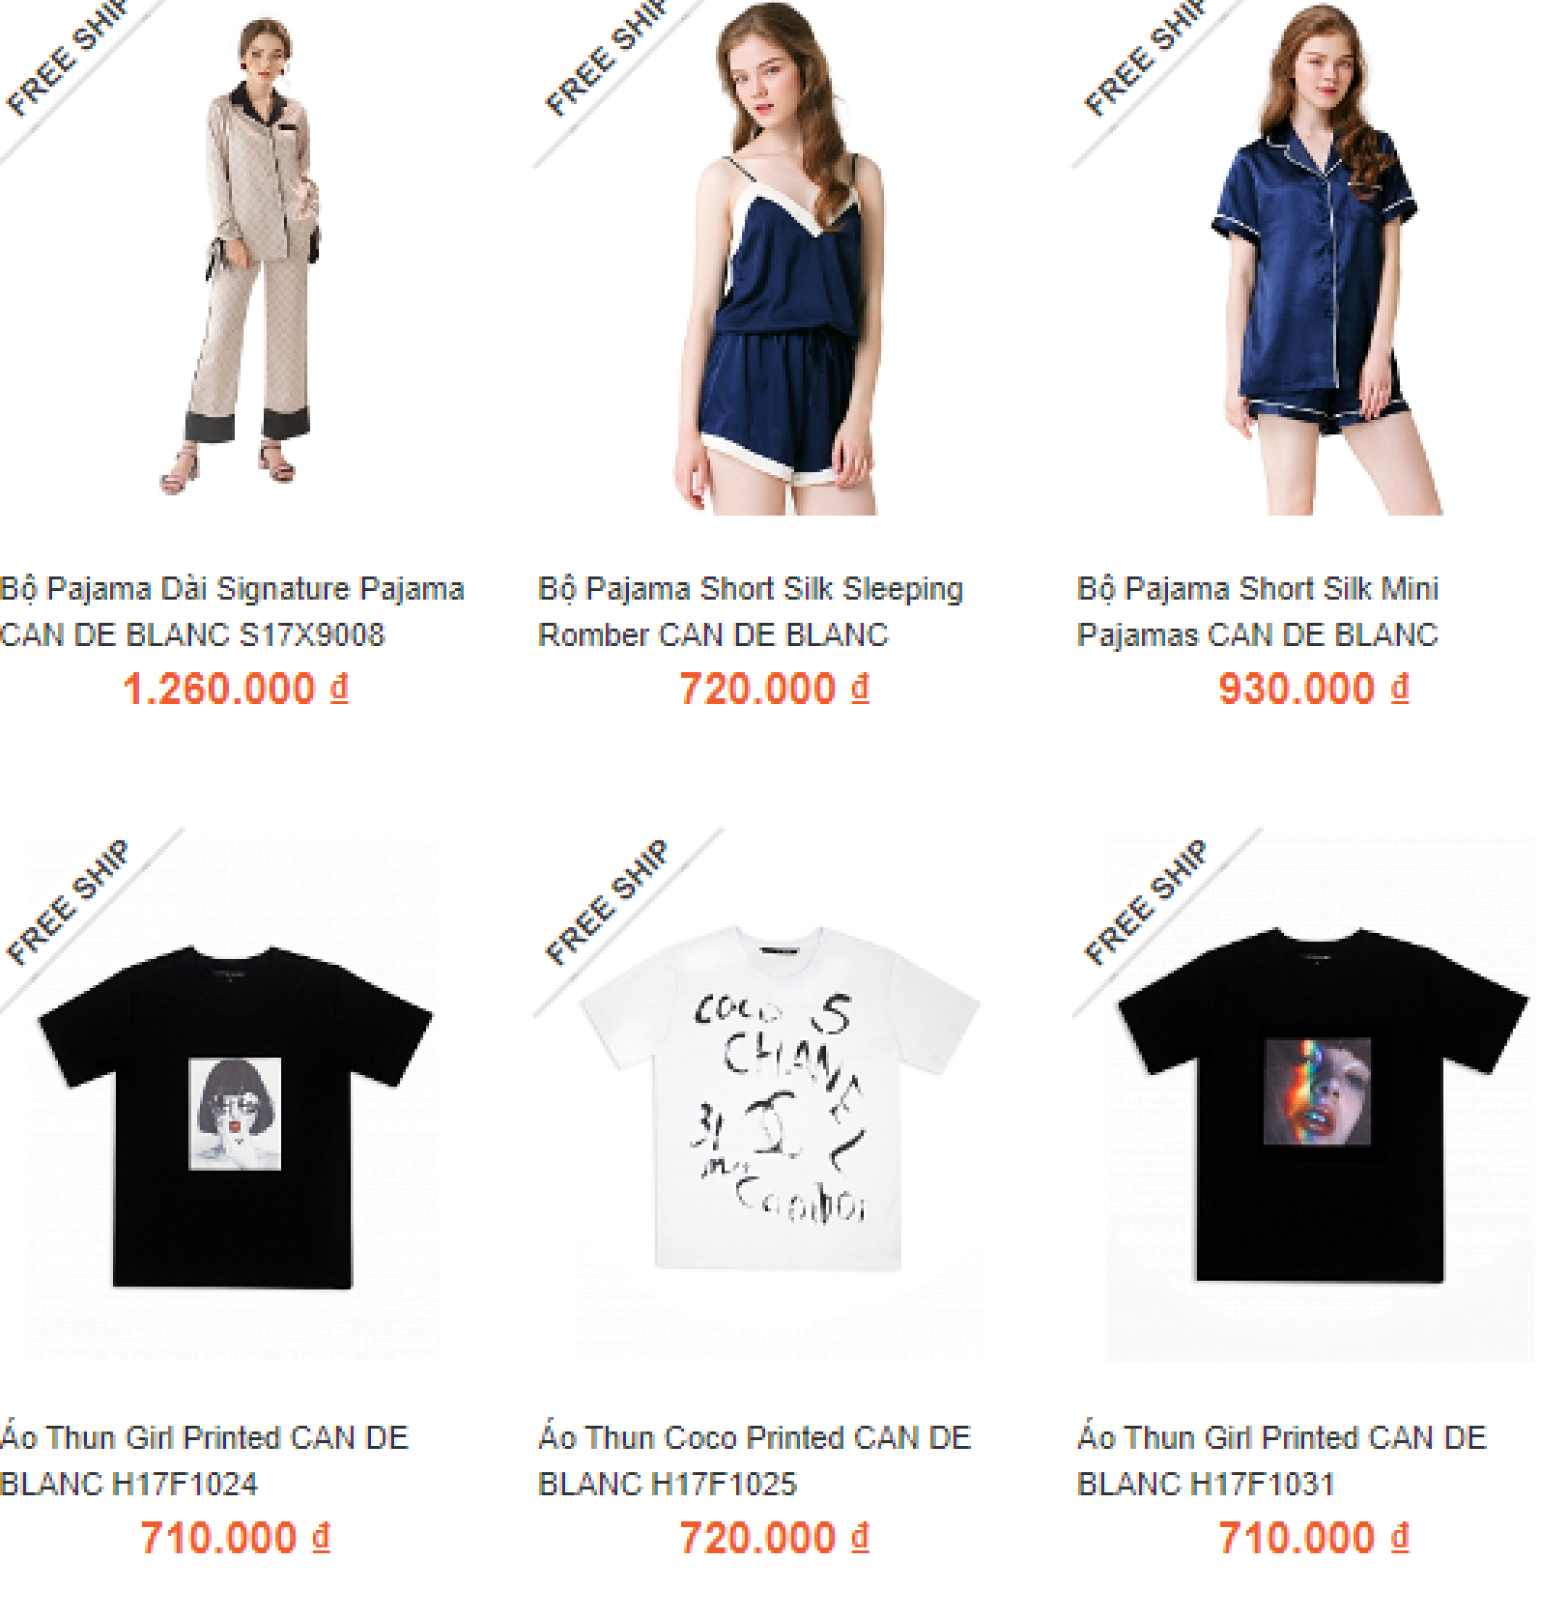 FREE SHIP
FREE SHIP
FREE SHIP
Bộ Pajama Dài Signature Pajama
CAN DE BLANC S17X9008
1.260.000 ₫
Bộ Pajama Short Silk Sleeping
Romber CAN DE BLANC
720.000 ₫
Bộ Pajama Short Silk Mini
Pajamas CAN DE BLANC
930.000 ₫
FREE SHIP
FREE SHIP
FREE SHIP
COCO 5
CHANEL
31
Áo Thun Girl Printed CAN DE
BLANC H17F1024
710.000 ₫
Áo Thun Coco Printed CAN DE
BLANC H17F1025
720.000 ₫
Áo Thun Girl Printed CAN DE
BLANC H17F1031
710.000 ₫